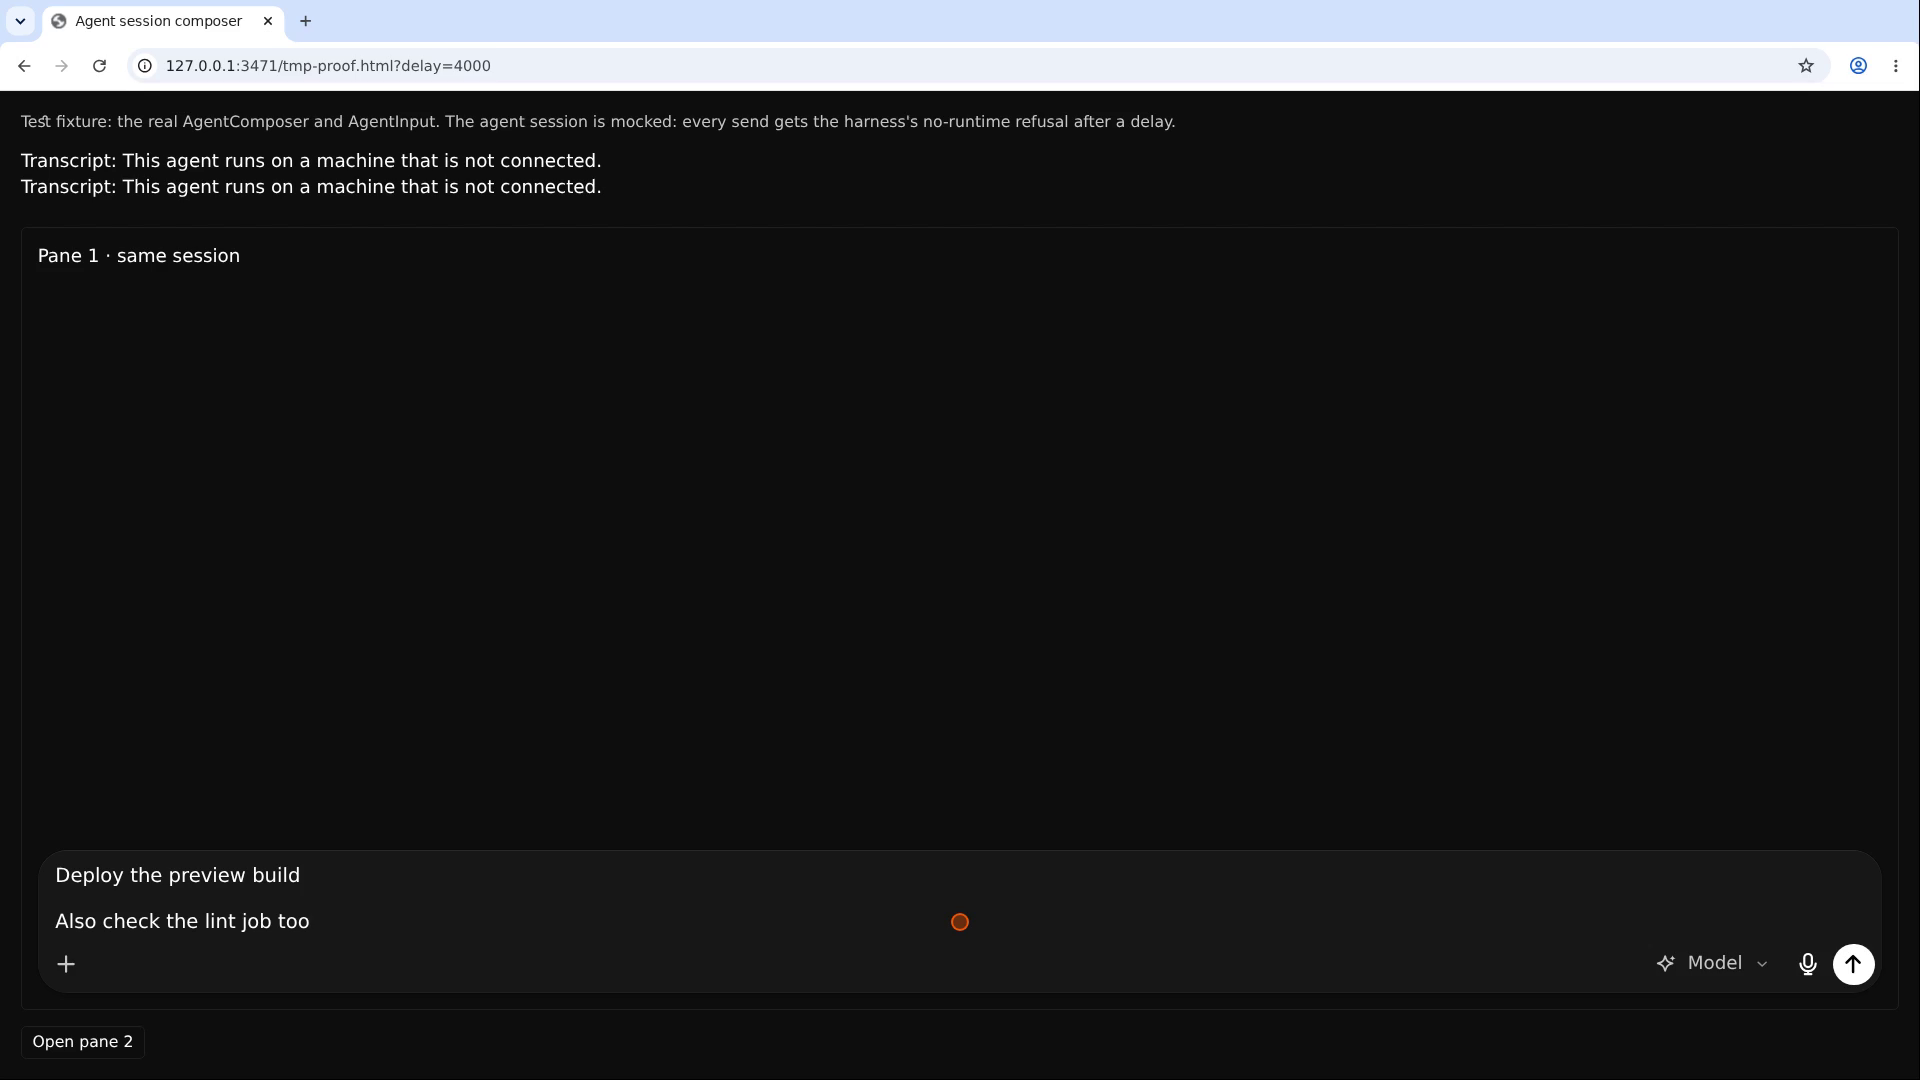 Agent session composer
127.0.0.1:3471/tmp-proof.html?delay=4000
Test fixture: the real AgentComposer and AgentInput. The agent session is mocked: every send gets the harness's no-runtime refusal after a delay.
Transcript: This agent runs on a machine that is not connected.
Transcript: This agent runs on a machine that is not connected.
Pane 1 · same session
Deploy the preview build
Also check the lint job too
Model
Open pane 2